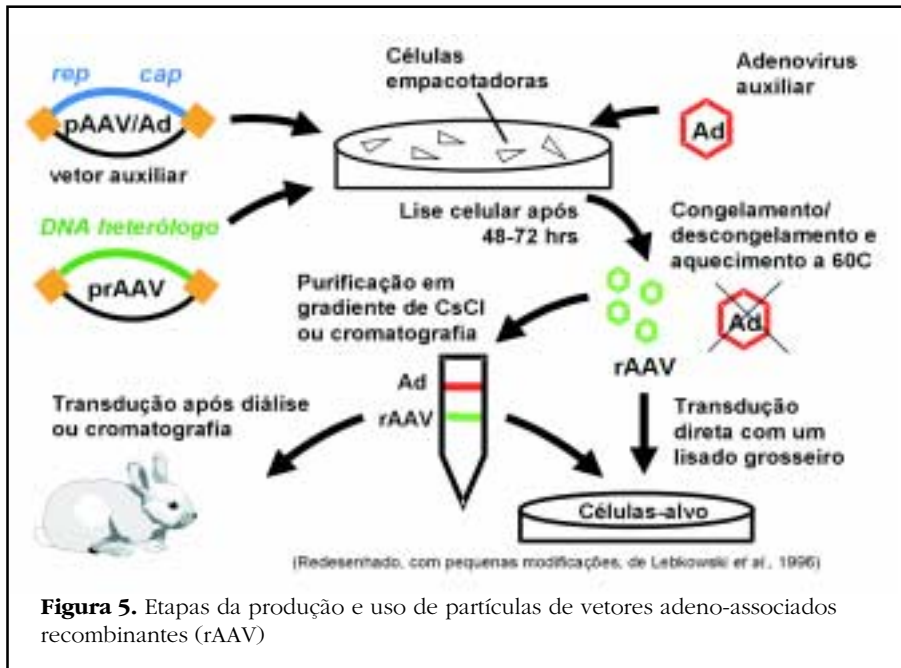 rep cap
pAAV/Ad
vetor auxiliar
DNA heterólogo
prAAV
Células
empacotadoras
Adenovirus
auxiliar
Ad
Lise celular após
48-72 hrs
Congelamento/
descongelamento e
aquecimento a 60C
Ad
rAAV
Purificação em
gradiente de CsCl
ou cromatografia
Ad
rAAV
Transdução após diálise
ou cromatografia
Transdução
direta com um
lisado grosseiro
Células-alvo
(Redesenhado, com pequenas modificações, de Lebkowski et al., 1996)
Figura 5. Etapas da produção e uso de partículas de vetores adeno-associados
recombinantes (rAAV)